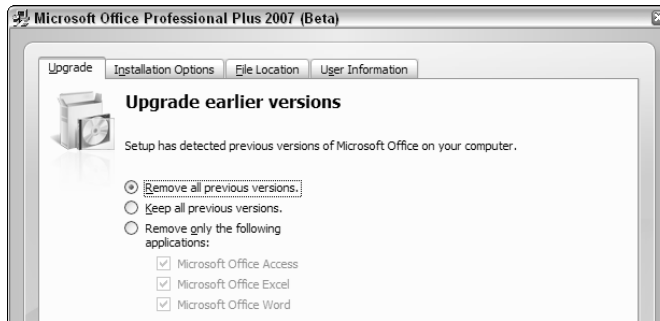 Microsoft Office Professional Plus 2007 (Beta)
Upgrade Installation Options File Location User Information
Upgrade earlier versions
Setup has detected previous versions of Microsoft Office on your computer.
Remove all previous versions.
Keep all previous versions.
Remove only the following
applications:
Microsoft Office Access
Microsoft Office Excel
Microsoft Office Word